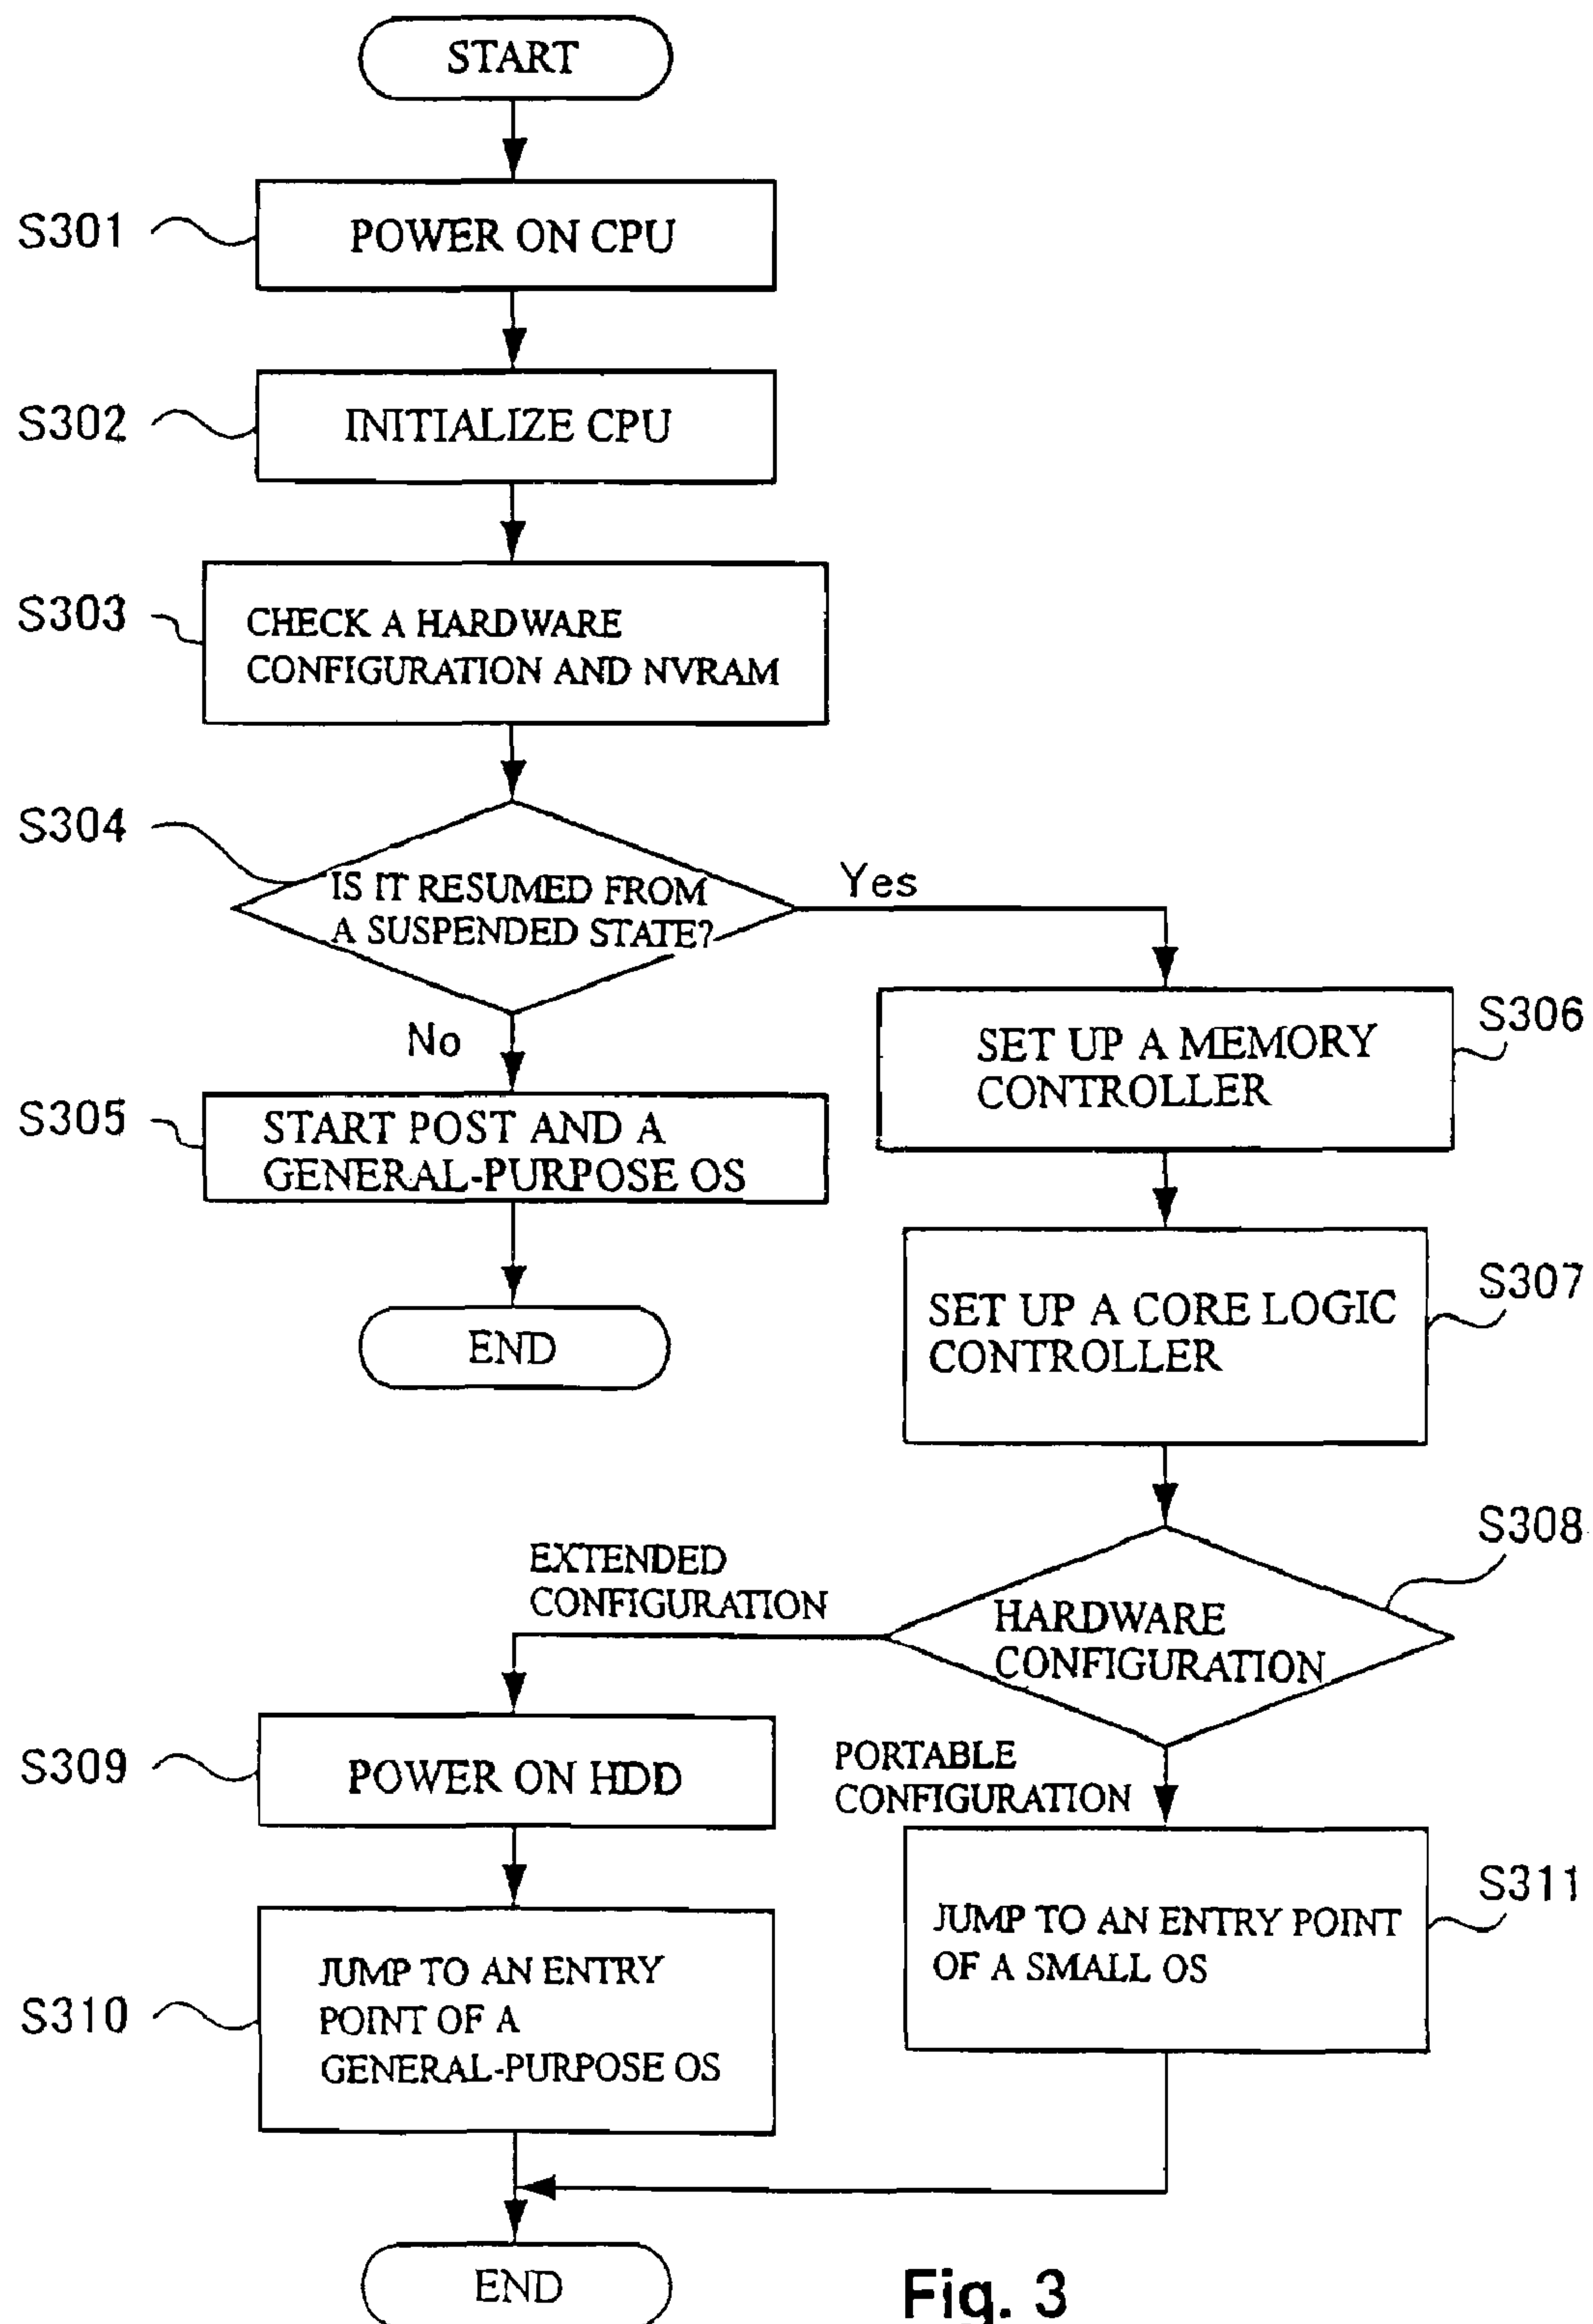 START
S301
POWER ON CPU
S302
INITIALIZE CPU
S303
CHECK A HARDWARE
CONFIGURATION AND NVRAM
S304
IS IT RESUMED FROM
A SUSPENDED STATE?
Yes
No
S305
START POST AND A
GENERAL-PURPOSE OS
END
S306
SET UP A MEMORY
CONTROLLER
S307
SET UP A CORE LOGIC
CONTROLLER
S308
HARDWARE
CONFIGURATION
EXTENDED
CONFIGURATION
PORTABLE
CONFIGURATION
S309
POWER ON HDD
S310
JUMP TO AN ENTRY
POINT OF A
GENERAL-PURPOSE OS
S311
JUMP TO AN ENTRY POINT
OF A SMALL OS
END
Fig. 3